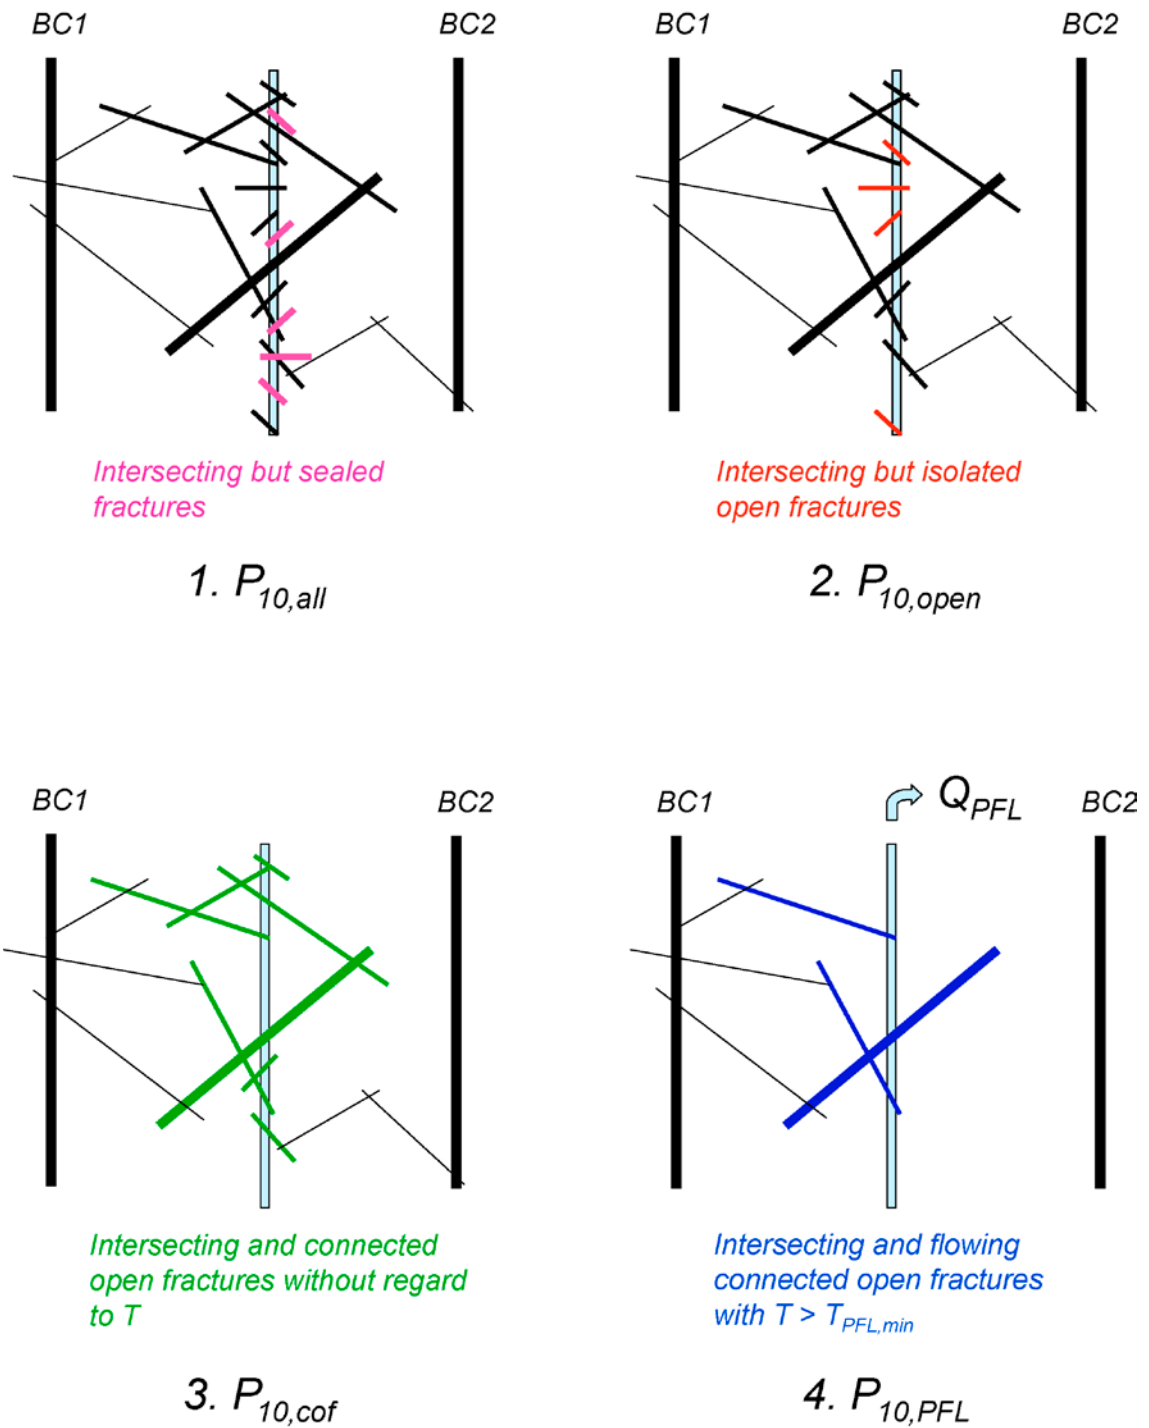 BC1
BC2
BC1
BC2
Intersecting but sealed
fractures
Intersecting but isolated
open fractures
1. P10,all
2. P10,open
BC1
BC2
BC1
QPFL
BC2
Intersecting and connected
open fractures without regard
to T
Intersecting and flowing
connected open fractures
with T > TPFL,min
3. P10,cof
4. P10,PFL